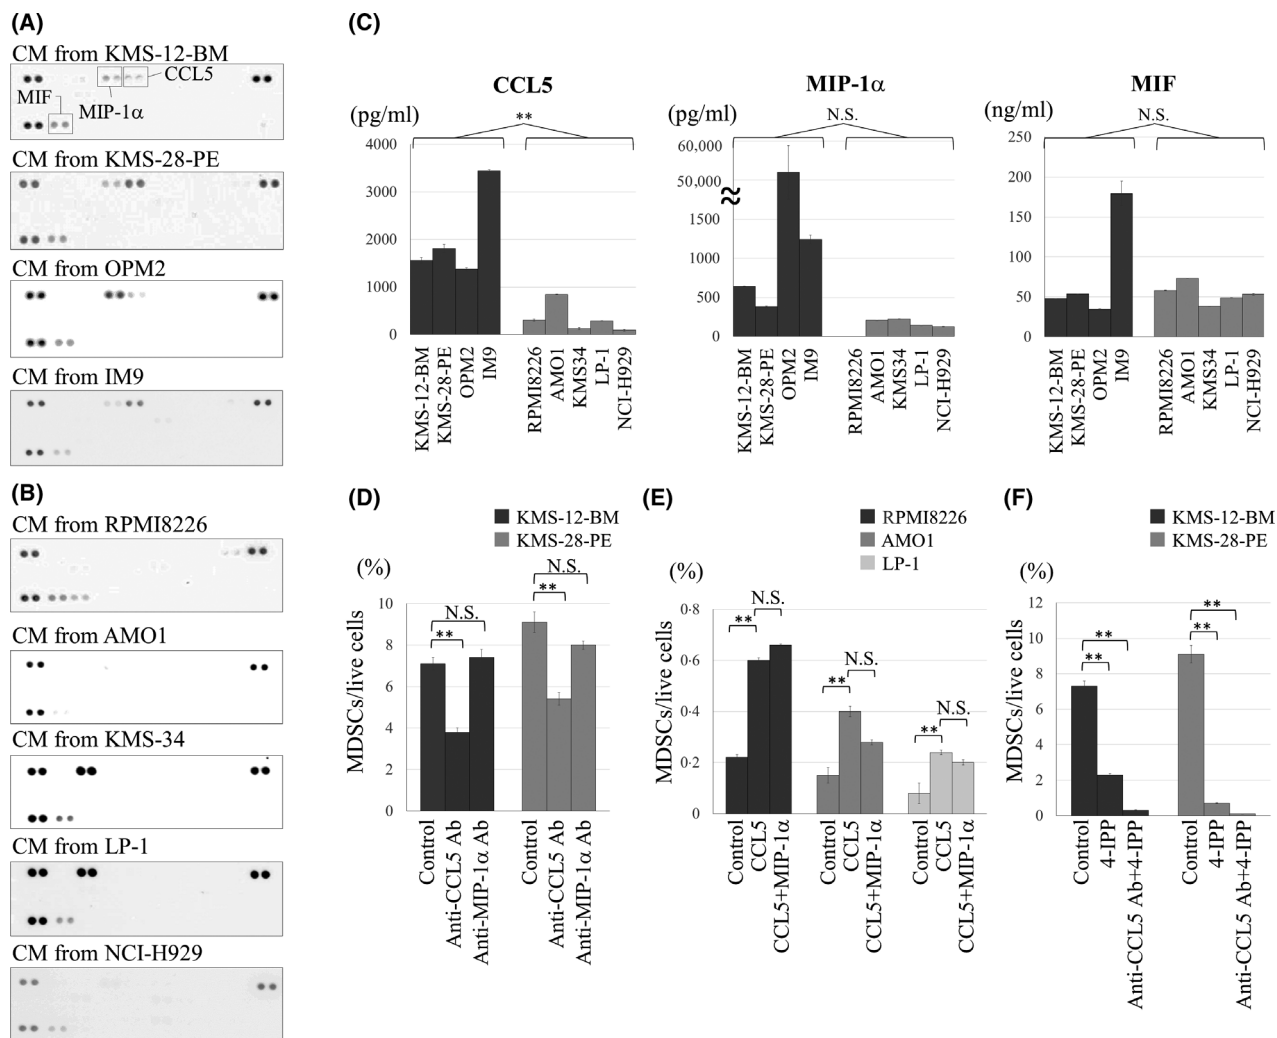 (A)
CM from KMS-12-BM
CCL5
MIF
MIP-1α
CM from KMS-28-PE
CM from OPM2
CM from IM9
(B)
CM from RPMI8226
CM from AMO1
CM from KMS-34
CM from LP-1
CM from NCI-H929
(C)
CCL5
(pg/ml)
**
4000
3000
2000
1000
0
KMS-12-BM
KMS-28-PE
OPM2
IM9
RPMI8226
AMO1
KMS34
LP-1
NCI-H929
MIP-1α
(pg/ml)
N.S.
60,000
50,000
1500
1000
500
0
KMS-12-BM
KMS-28-PE
OPM2
IM9
RPMI8226
AMO1
KMS34
LP-1
NCI-H929
MIF
(ng/ml)
N.S.
250
200
150
100
50
0
KMS-12-BM
KMS-28-PE
OPM2
IM9
RPMI8226
AMO1
KMS34
LP-1
NCI-H929
(D)
KMS-12-BM
KMS-28-PE
(%)
MDSCs/live cells
10
8
6
4
2
0
N.S.
**
N.S.
**
Control
Anti-CCL5 Ab
Anti-MIP-1α Ab
Control
Anti-CCL5 Ab
Anti-MIP-1α Ab
(E)
RPMI8226
AMO1
LP-1
(%)
MDSCs/live cells
0·8
0·6
0·4
0·2
0
N.S.
**
N.S.
**
N.S.
**
Control
CCL5
CCL5+MIP-1α
Control
CCL5
CCL5+MIP-1α
Control
CCL5
CCL5+MIP-1α
(F)
KMS-12-BM
KMS-28-PE
(%)
MDSCs/live cells
12
10
8
6
4
2
0
**
**
**
**
Control
4-IPP
Anti-CCL5 Ab+4-IPP
Control
4-IPP
Anti-CCL5 Ab+4-IPP